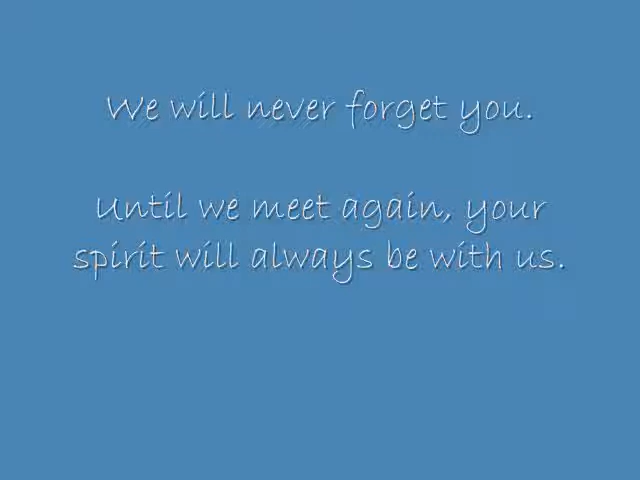 We will never forget you.
Until we meet again, your
spirit will always be with us.